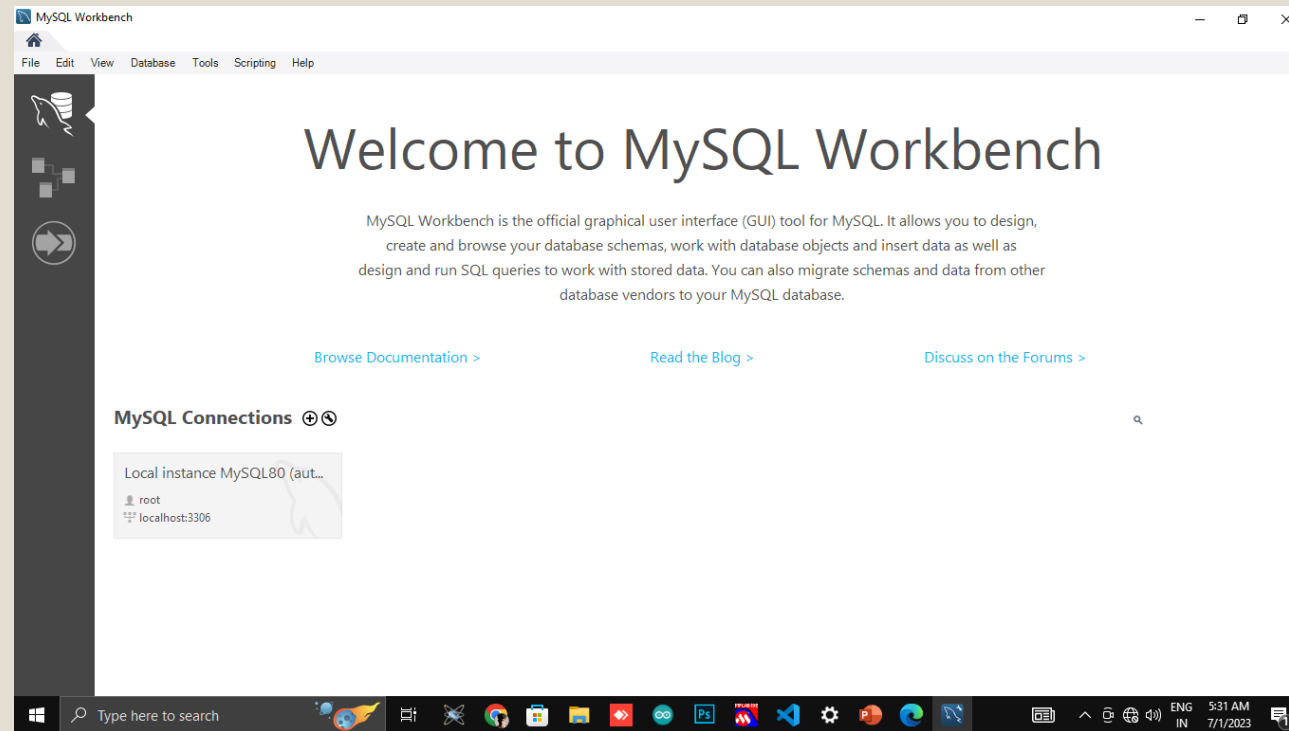 MySQL Workbench
File Edit View Database Tools Scripting Help
Welcome to MySQL Workbench
MySQL Workbench is the official graphical user interface (GUI) tool for MySQL. It allows you to design,
create and browse your database schemas, work with database objects and insert data as well as
design and run SQL queries to work with stored data. You can also migrate schemas and data from other
database vendors to your MySQL database.
Browse Documentation > Read the Blog > Discuss on the Forums >
MySQL Connections
Local instance MySQL80 (aut...
root
localhost:3306
Type here to search
Ps
P
ENG 5:31 AM
IN 7/1/2023
1